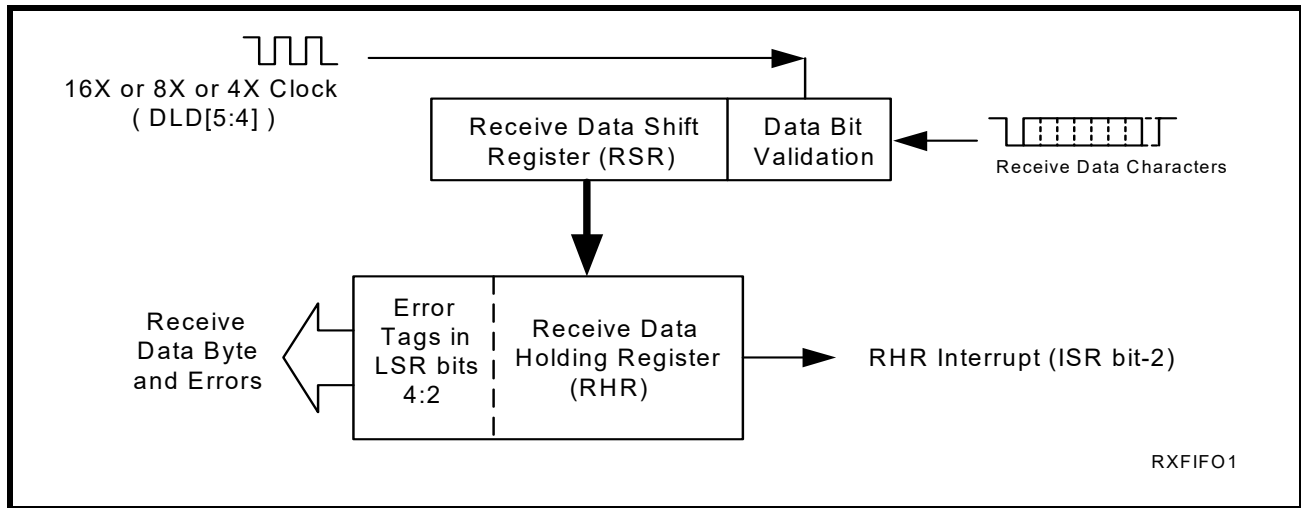 16X or 8X or 4X Clock
( DLD[5:4] )
Receive Data Shift
Register (RSR)
Data Bit
Validation
Receive Data Characters
Receive
Data Byte
and Errors
Error
Tags in
LSR bits
4:2
Receive Data
Holding Register
(RHR)
RHR Interrupt (ISR bit-2)
RXFIFO1